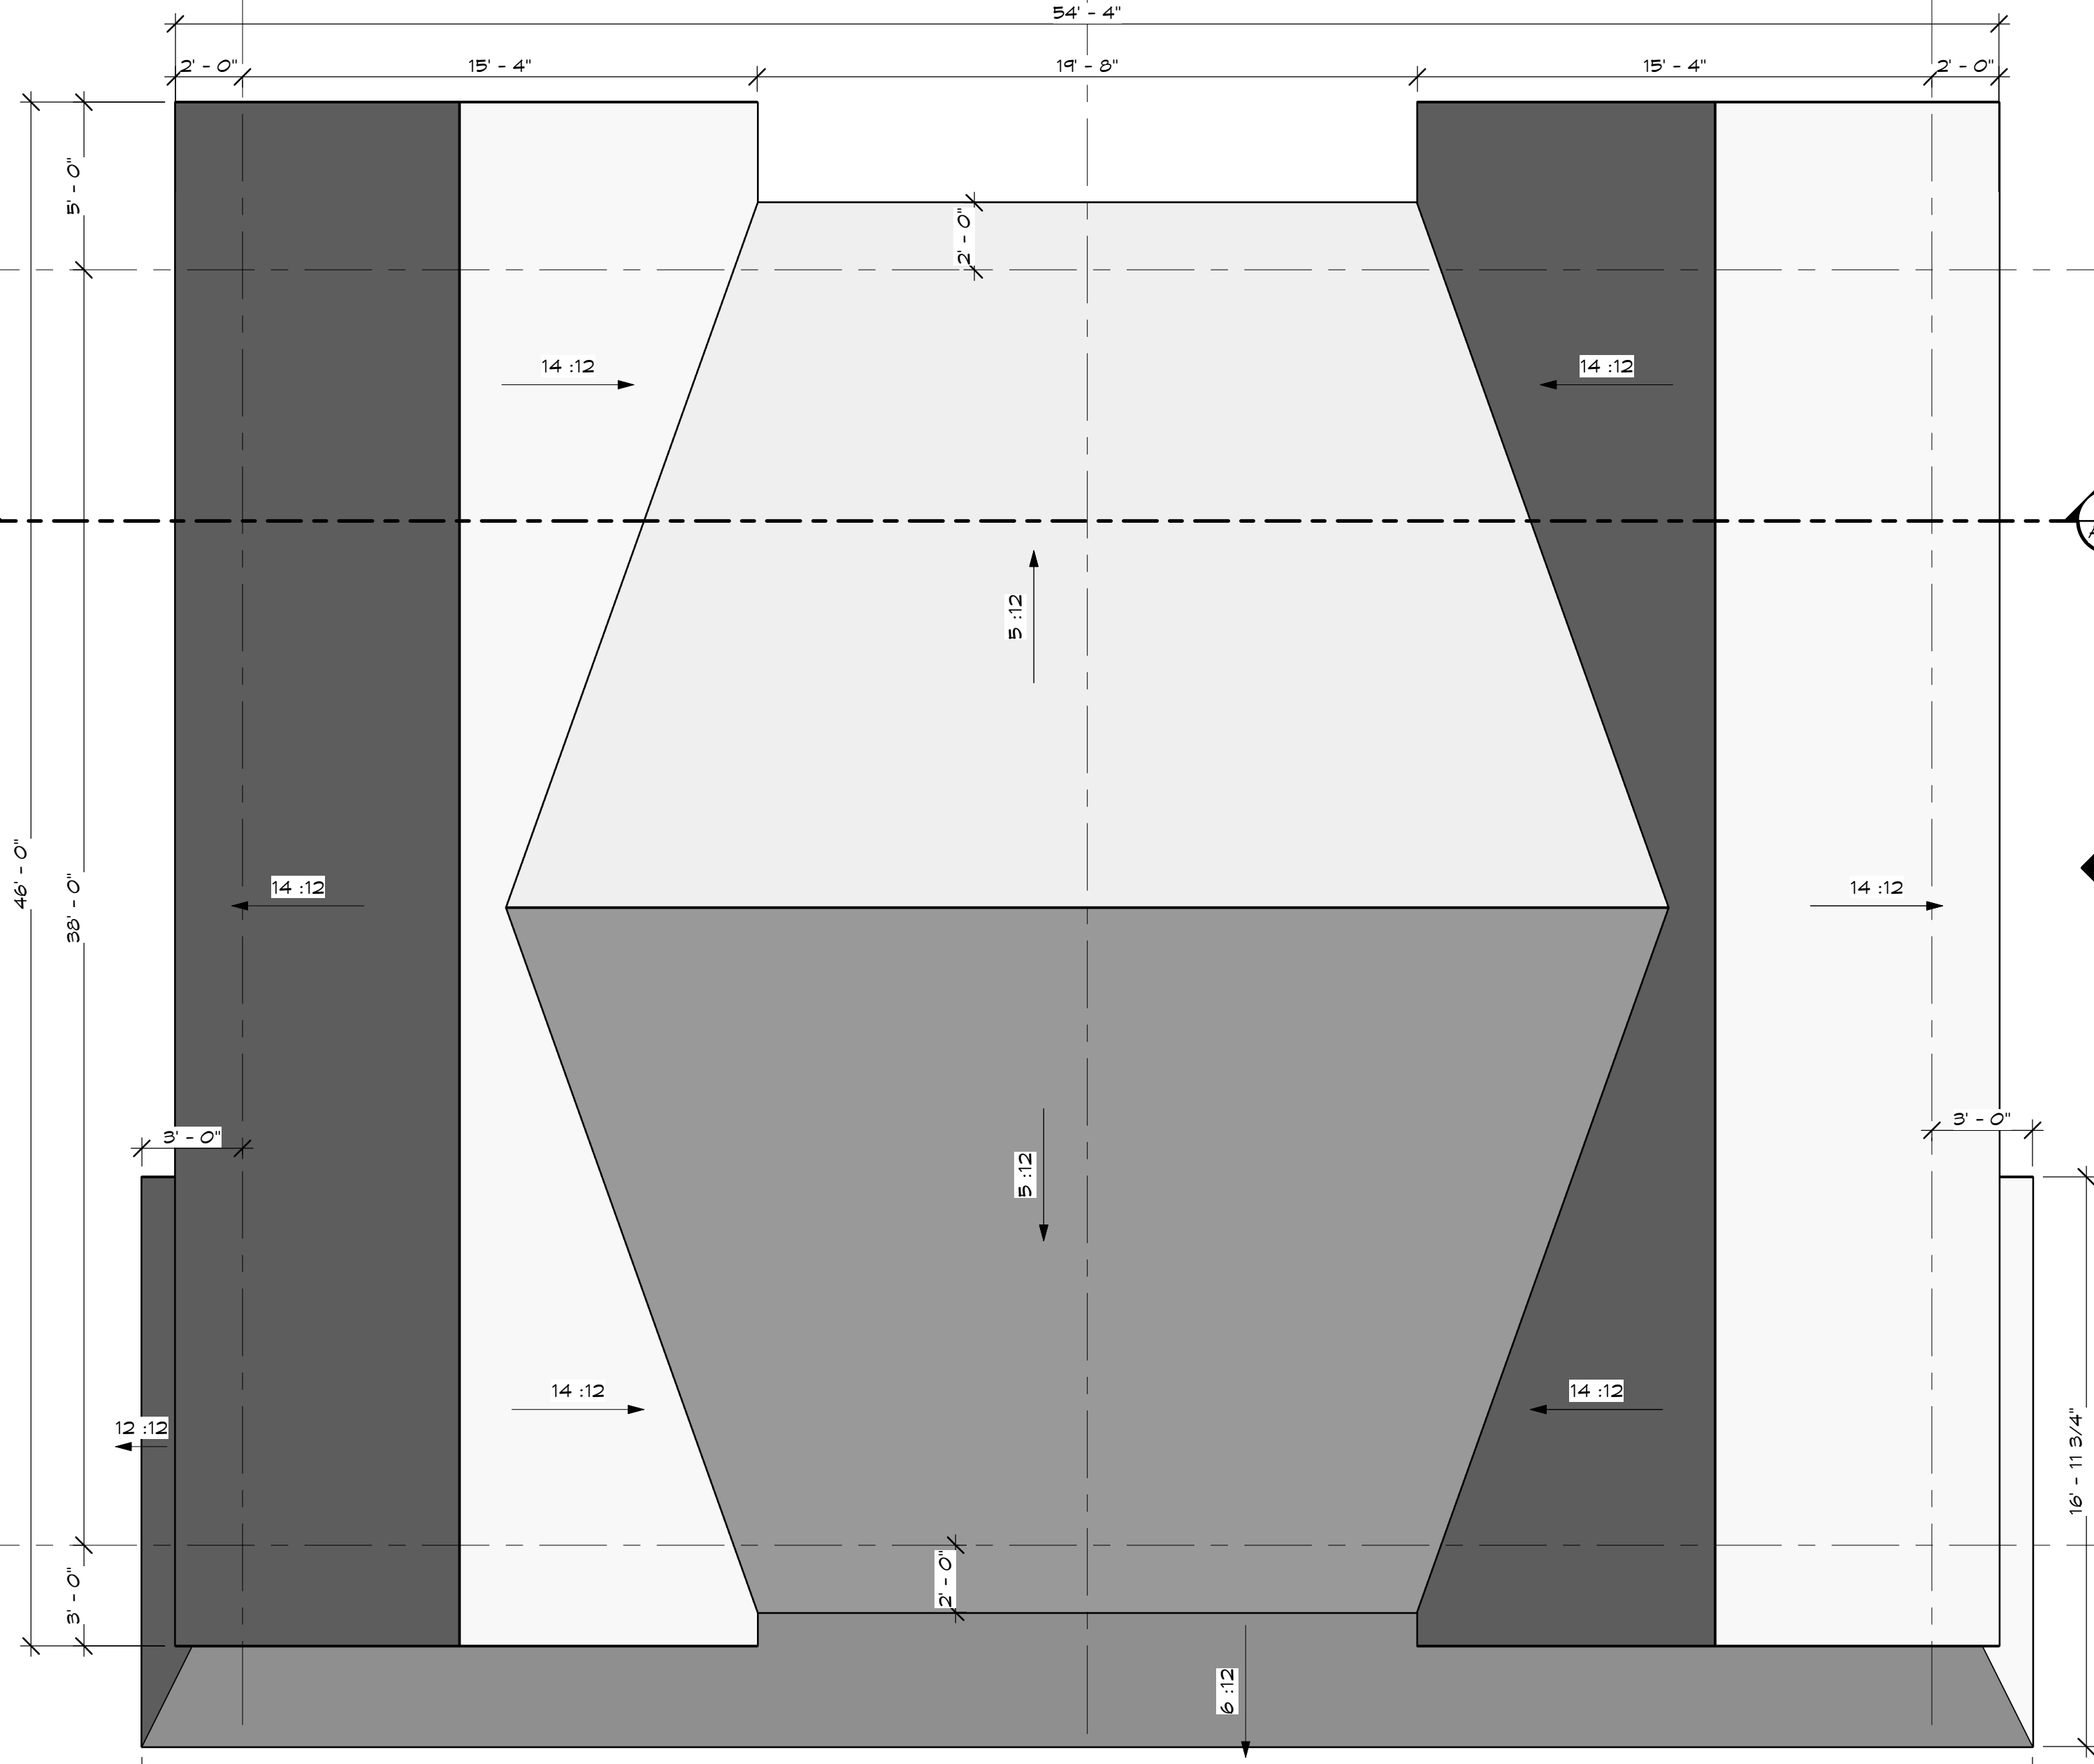 54' - 4"
2' - 0"
15' - 4"
19' - 8"
15' - 4"
2' - 0"
5' - 0"
2' - 0"
14 :12
14 :12
A
5 :12
46' - 0"
38' - 0"
14 :12
14 :12
3' - 0"
3' - 0"
5 :12
14 :12
14 :12
12 :12
16' - 11 3/4"
3' - 0"
2' - 0"
6 :12